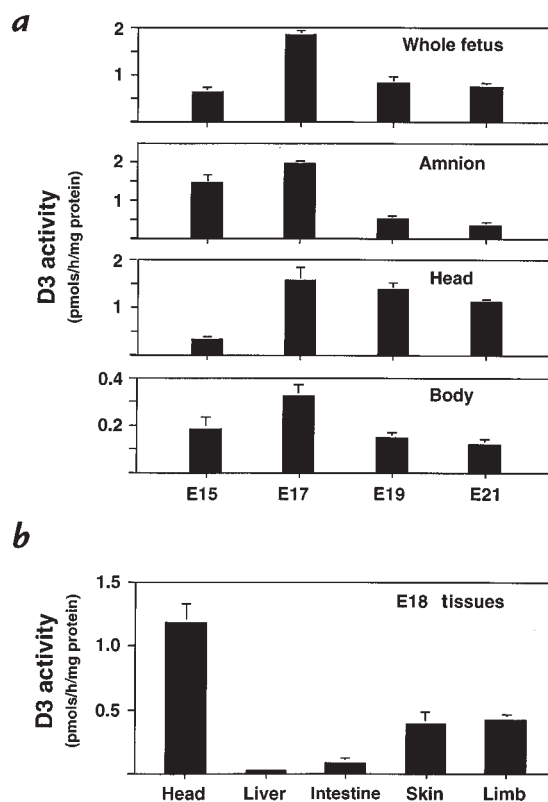 a
D3 activity
(pmols/h/mg protein)
2
1
Whole fetus
2
1
Amnion
2
1
Head
0.4
0.2
Body
E15 E17 E19 E21
b
D3 activity
(pmols/h/mg protein)
1.5
1.0
0.5
E18 tissues
Head Liver Intestine Skin Limb